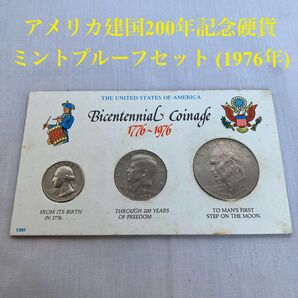 アメリカ建国200年記念硬貨
ミントプルーフセット (1976年)
THE UNITED STATES OF AMERICA
Bicentennial Coinage
1776~1976
FROM ITS BIRTH
IN 1776.....
THROUGH 200 YEARS
OF FREEDOM.....
TO MAN'S FIRST
STEP ON THE MOON.
1391